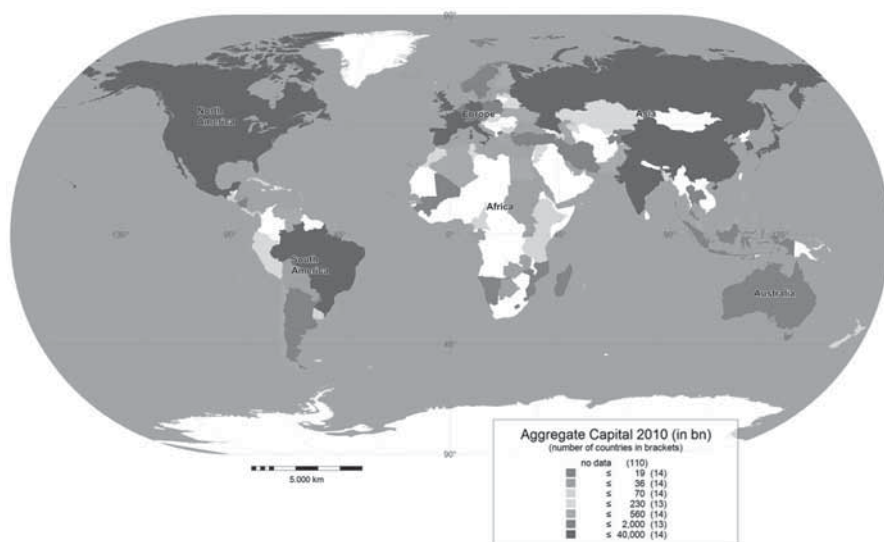 90°
North
America
Europe
Asia
Africa
South
America
Australia
Aggregate Capital 2010 (in bn)
(number of countries in brackets)
no data (110)
≤ 19 (14)
≤ 36 (14)
≤ 70 (14)
≤ 230 (13)
≤ 560 (14)
≤ 2,000 (13)
≤ 40,000 (14)
90°
5.000 km